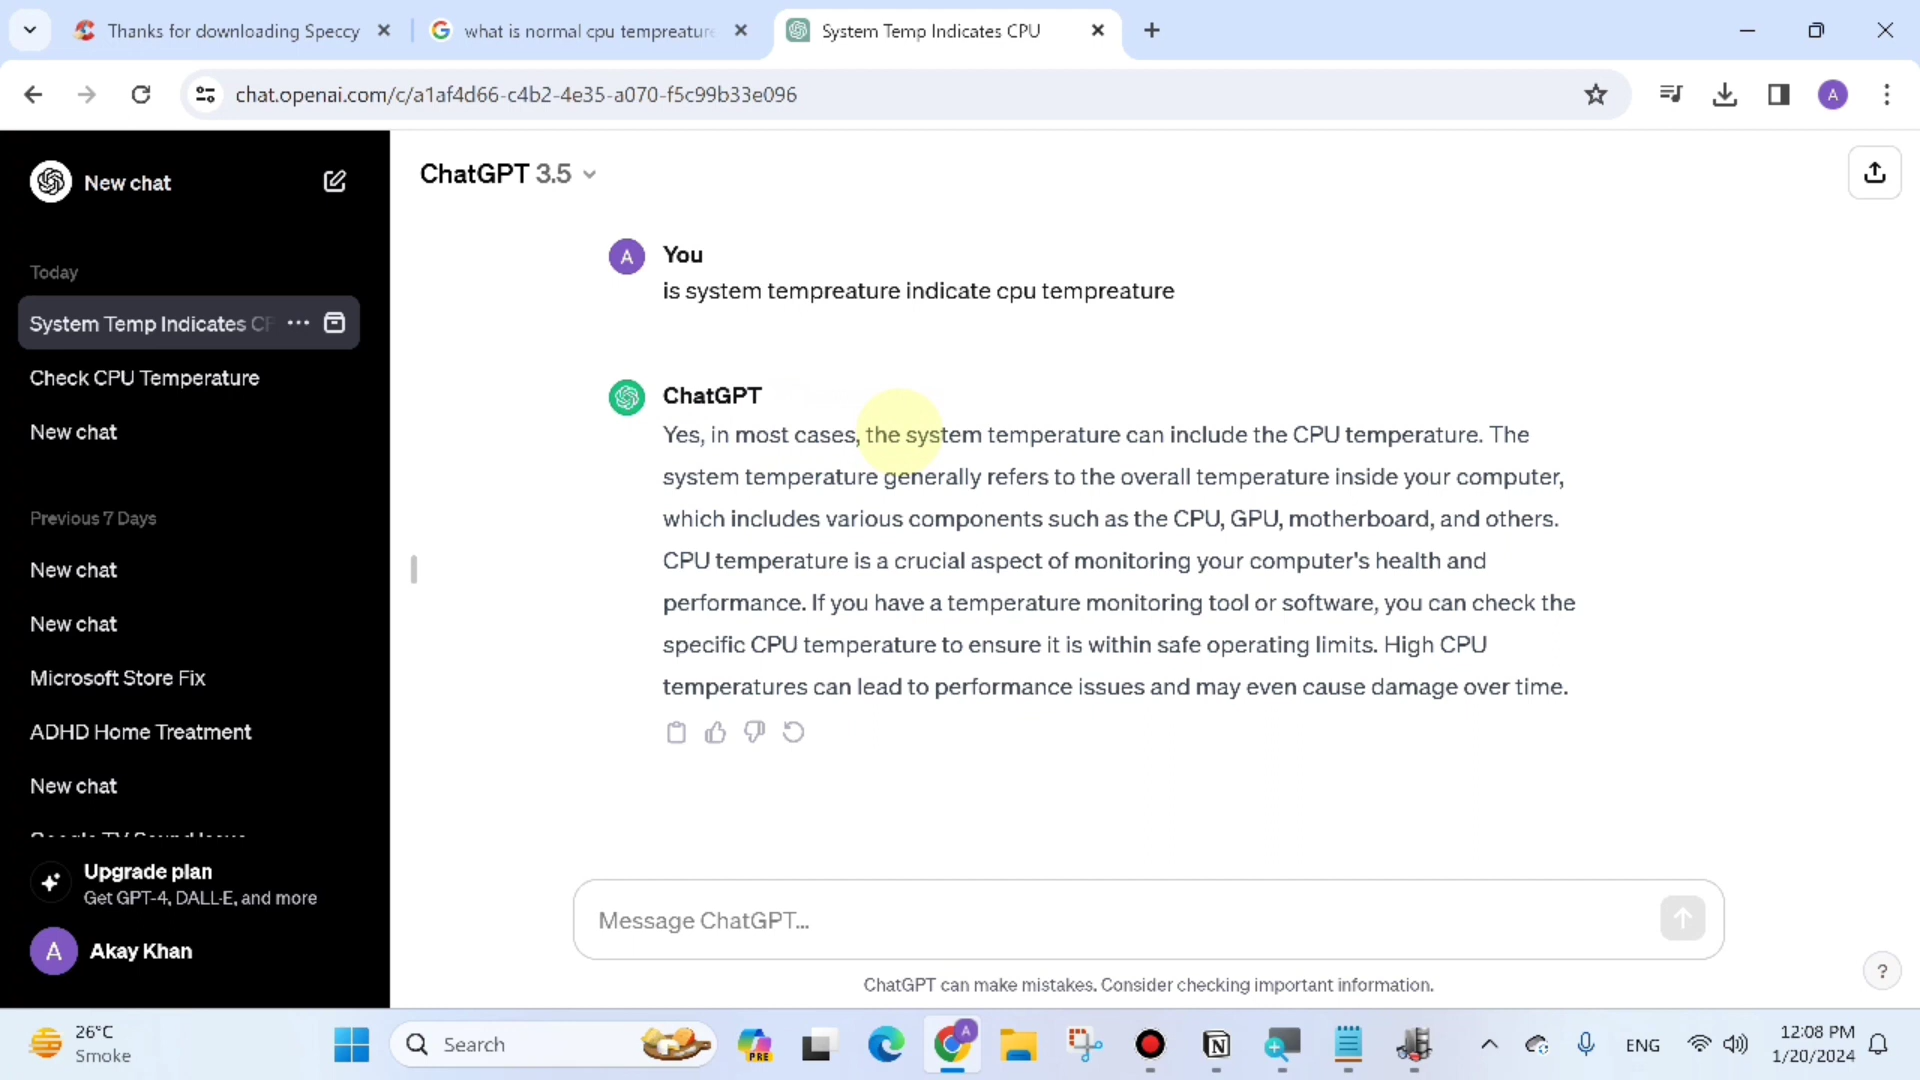 Thanks for downloading Speccy
what is normal cpu tempreature
System Temp Indicates CPU
chat.openai.com/c/a1af4d66-c4b2-4e35-a070-f5c99b33e096
A
New chat
ChatGPT 3.5
Today
System Temp Indicates CP
Check CPU Temperature
New chat
Previous 7 Days
New chat
New chat
Microsoft Store Fix
ADHD Home Treatment
New chat
Google TV Sound Issue
Upgrade plan
Get GPT-4, DALL·E, and more
A
Akay Khan
A
You
is system tempreature indicate cpu tempreature
ChatGPT
Yes, in most cases, the system temperature can include the CPU temperature. The
system temperature generally refers to the overall temperature inside your computer,
which includes various components such as the CPU, GPU, motherboard, and others.
CPU temperature is a crucial aspect of monitoring your computer's health and
performance. If you have a temperature monitoring tool or software, you can check the
specific CPU temperature to ensure it is within safe operating limits. High CPU
temperatures can lead to performance issues and may even cause damage over time.
Message ChatGPT…
ChatGPT can make mistakes. Consider checking important information.
?
26°C
Smoke
Search
PRE
A
ENG
12:08 PM
1/20/2024